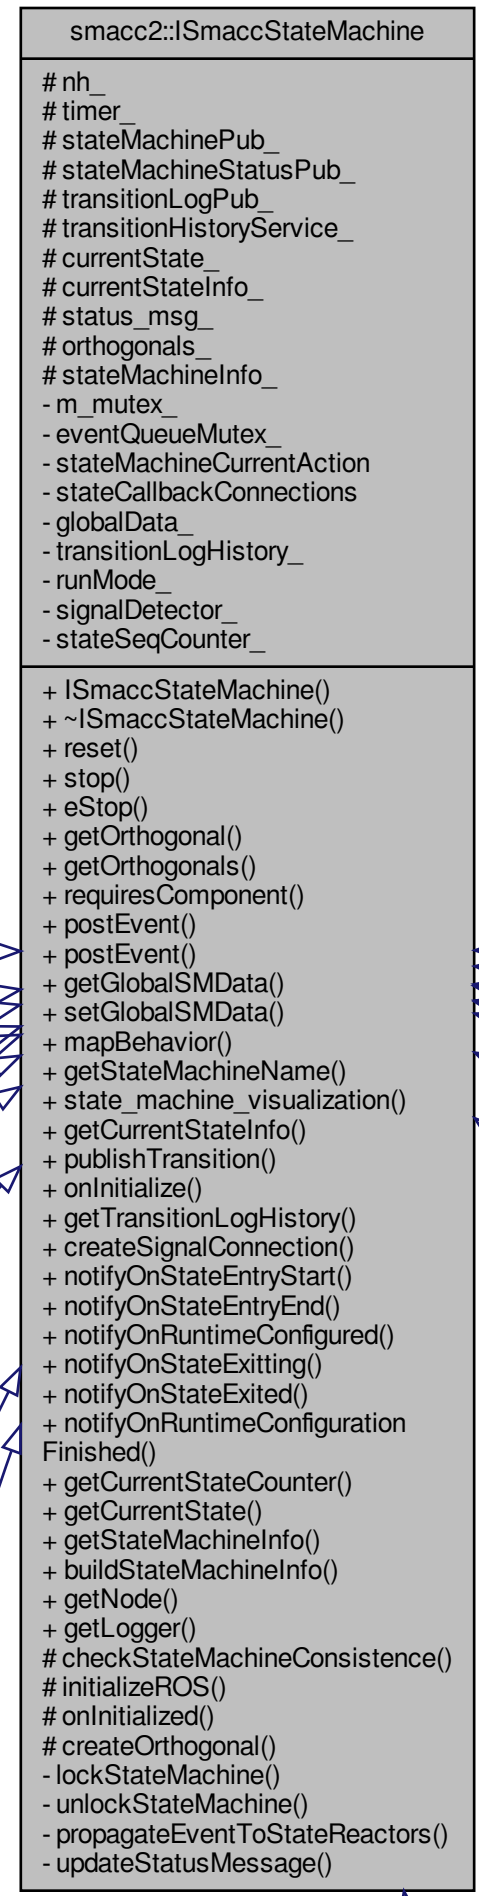 smacc2::ISmaccStateMachine
# nh_
# timer_
# stateMachinePub_
# stateMachineStatusPub_
# transitionLogPub_
# transitionHistoryService_
# currentState_
# currentStateInfo_
# status_msg_
# orthogonals_
# stateMachineInfo_
- m_mutex_
- eventQueueMutex_
- stateMachineCurrentAction
- stateCallbackConnections
- globalData_
- transitionLogHistory_
- runMode_
- signalDetector_
- stateSeqCounter_
+ ISmaccStateMachine()
+ ~ISmaccStateMachine()
+ reset()
+ stop()
+ eStop()
+ getOrthogonal()
+ getOrthogonals()
+ requiresComponent()
+ postEvent()
+ postEvent()
+ getGlobalSMData()
+ setGlobalSMData()
+ mapBehavior()
+ getStateMachineName()
+ state_machine_visualization()
+ getCurrentStateInfo()
+ publishTransition()
+ onInitialize()
+ getTransitionLogHistory()
+ createSignalConnection()
+ notifyOnStateEntryStart()
+ notifyOnStateEntryEnd()
+ notifyOnRuntimeConfigured()
+ notifyOnStateExitting()
+ notifyOnStateExited()
+ notifyOnRuntimeConfiguration
Finished()
+ getCurrentStateCounter()
+ getCurrentState()
+ getStateMachineInfo()
+ buildStateMachineInfo()
+ getNode()
+ getLogger()
# checkStateMachineConsistence()
# initializeROS()
# onInitialized()
# createOrthogonal()
- lockStateMachine()
- unlockStateMachine()
- propagateEventToStateReactors()
- updateStatusMessage()